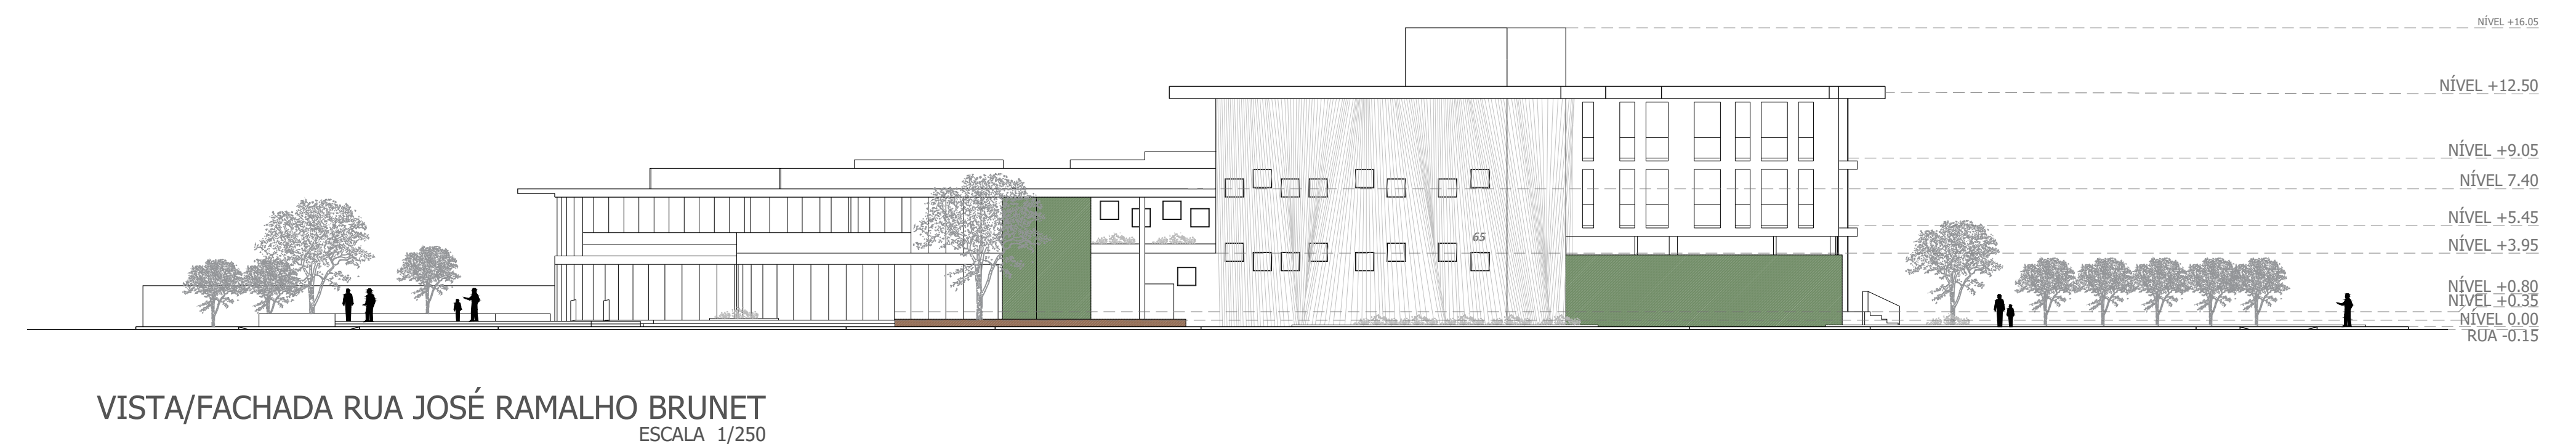 NÍVEL +16.05
NÍVEL +12.50
NÍVEL +9.05
NÍVEL 7.40
65
NÍVEL +5.45
NÍVEL +3.95
NÍVEL +0.80
NÍVEL +0.35
NÍVEL 0.00
RUA -0.15
VISTA/FACHADA RUA JOSÉ RAMALHO BRUNET
ESCALA 1/250